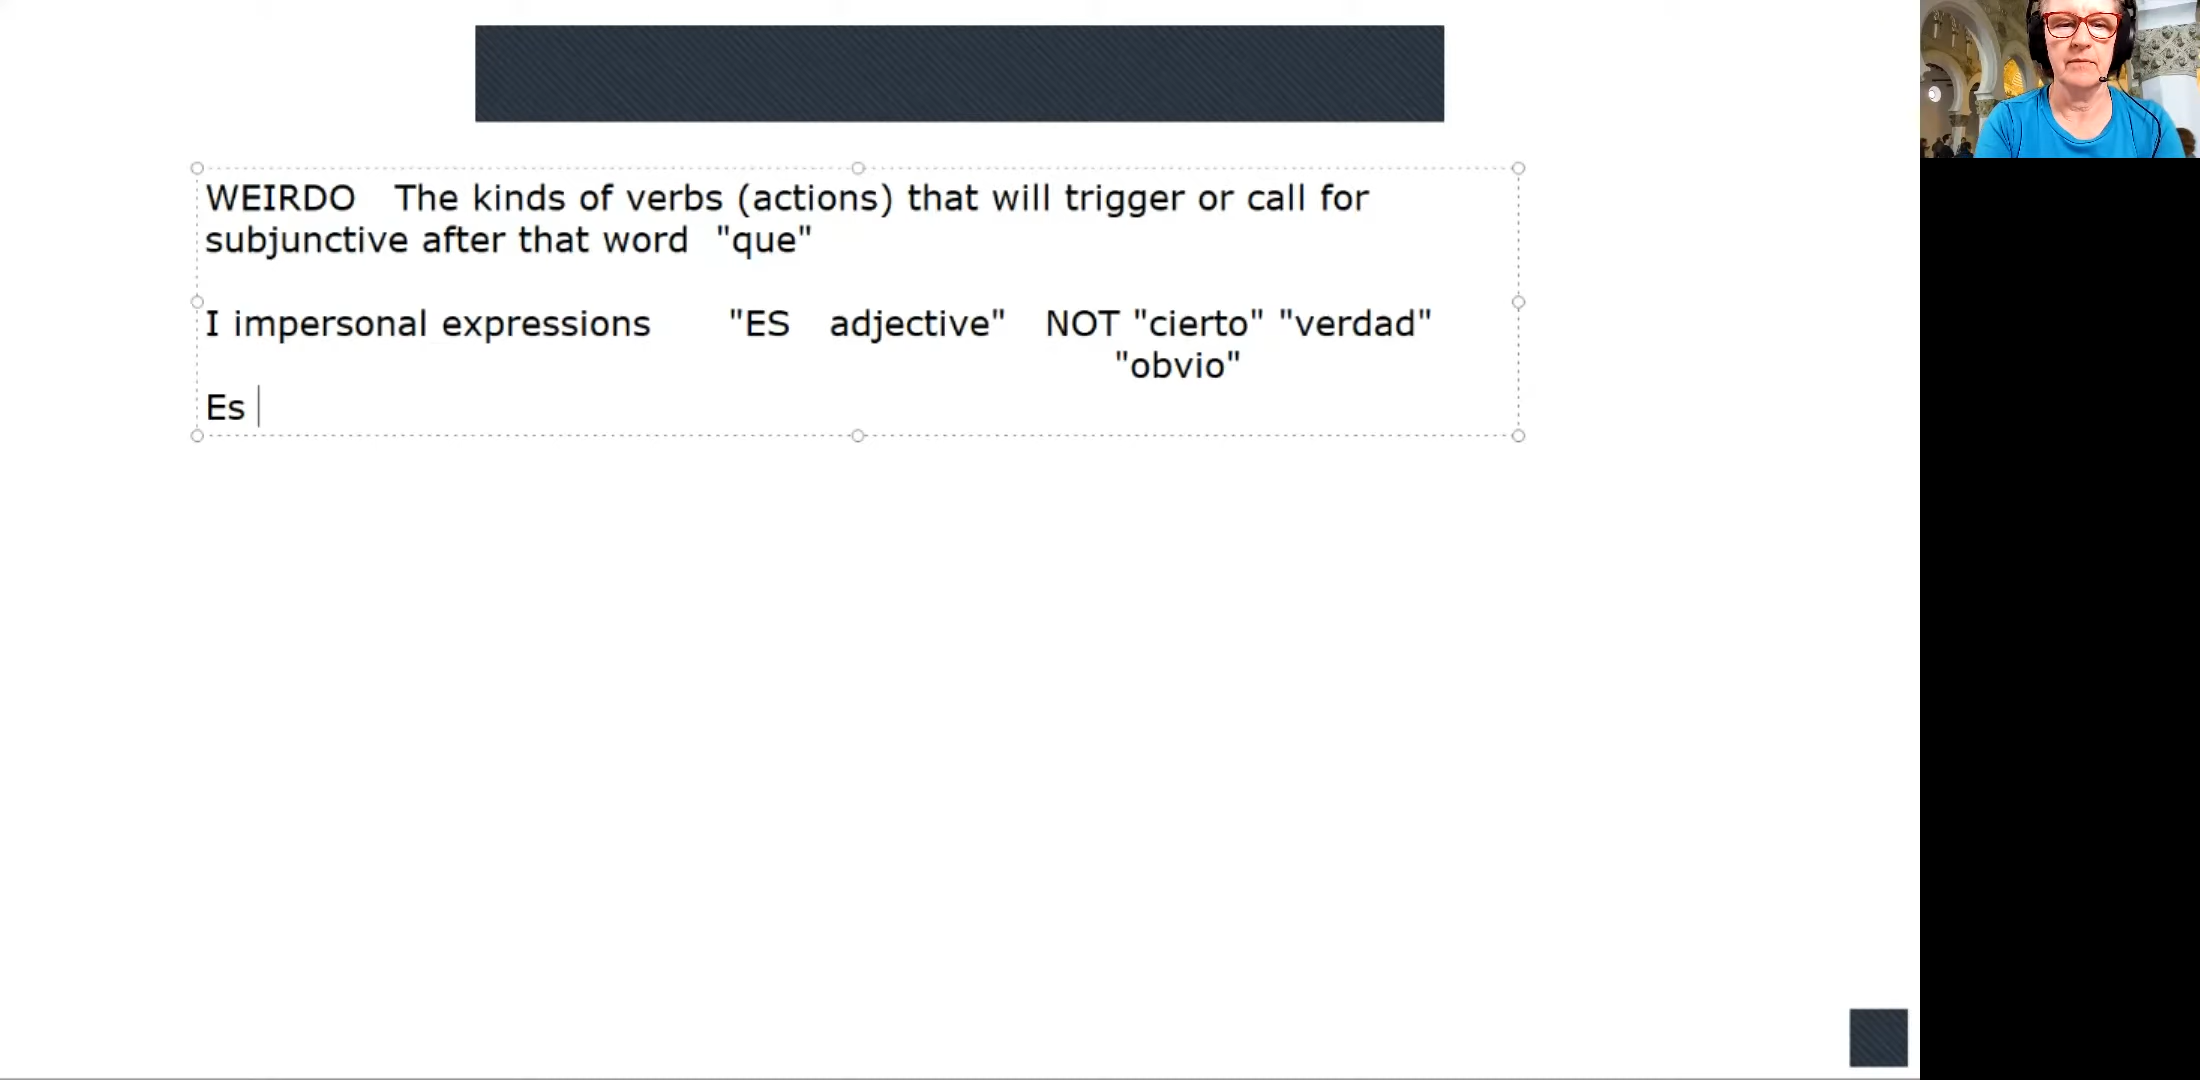 WEIRDO The kinds of verbs (actions) that will trigger or call for
subjunctive after that word "que"
I impersonal expressions "ES adjective" NOT "cierto" "verdad"
"obvio"
Es